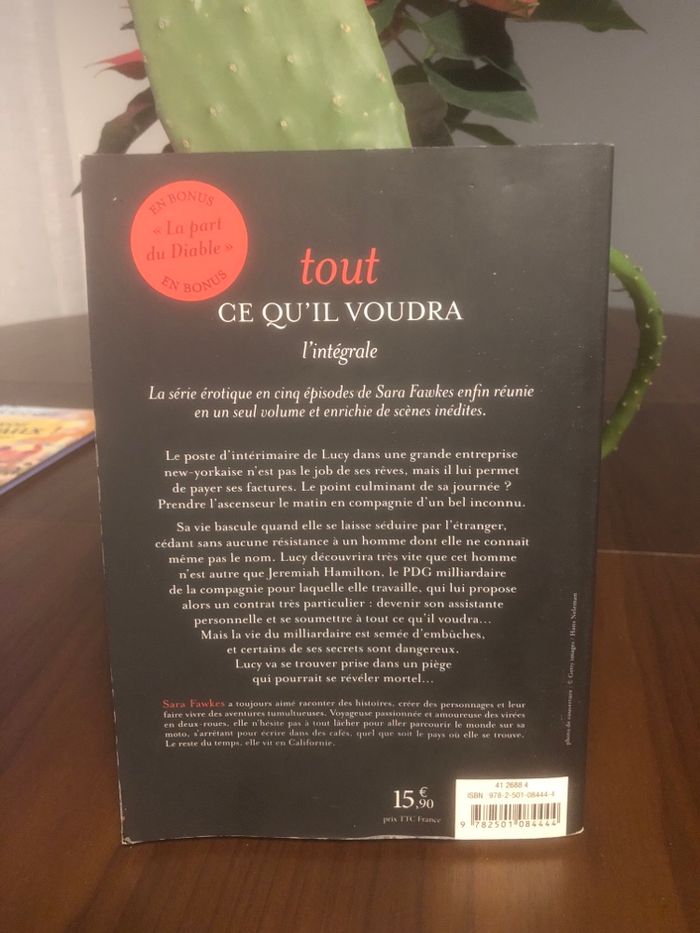 EN BONUS
« La part
du Diable »
EN BONUS
tout
CE QU'IL VOUDRA
l'intégrale
La série érotique en cinq épisodes de Sara Fawkes enfin réunie
en un seul volume et enrichie de scènes inédites.
Le poste d'intérimaire de Lucy dans une grande entreprise
new-yorkaise n'est pas le job de ses rêves, mais il lui permet
de payer ses factures. Le point culminant de sa journée ?
Prendre l'ascenseur le matin en compagnie d'un bel inconnu.
Sa vie bascule quand elle se laisse séduire par l'étranger,
cédant sans aucune résistance à un homme dont elle ne connaît
même pas le nom. Lucy découvrira très vite que cet homme
n'est autre que Jeremiah Hamilton, le PDG milliardaire
de la compagnie pour laquelle elle travaille, qui lui propose
alors un contrat très particulier : devenir son assistante
personnelle et se soumettre à tout ce qu'il voudra...
Mais la vie du milliardaire est semée d'embûches,
et certains de ses secrets sont dangereux.
Lucy va se trouver prise dans un piège
qui pourrait se révéler mortel...
Sara Fawkes a toujours aimé raconter des histoires, créer des personnages et leur
faire vivre des aventures tumultueuses. Voyageuse passionnée et amoureuse des virées
en deux-roues, elle n'hésite pas à tout lâcher pour aller parcourir le monde sur sa
moto, s'arrêtant pour écrire dans des cafés, quel que soit le pays où elle se trouve.
Le reste du temps, elle vit en Californie.
photo de couverture : © Getty images / Hans Neleman
15,90 €
prix TTC France
41 2688 4
ISBN 978-2-501-08444-4
9 782501 084444